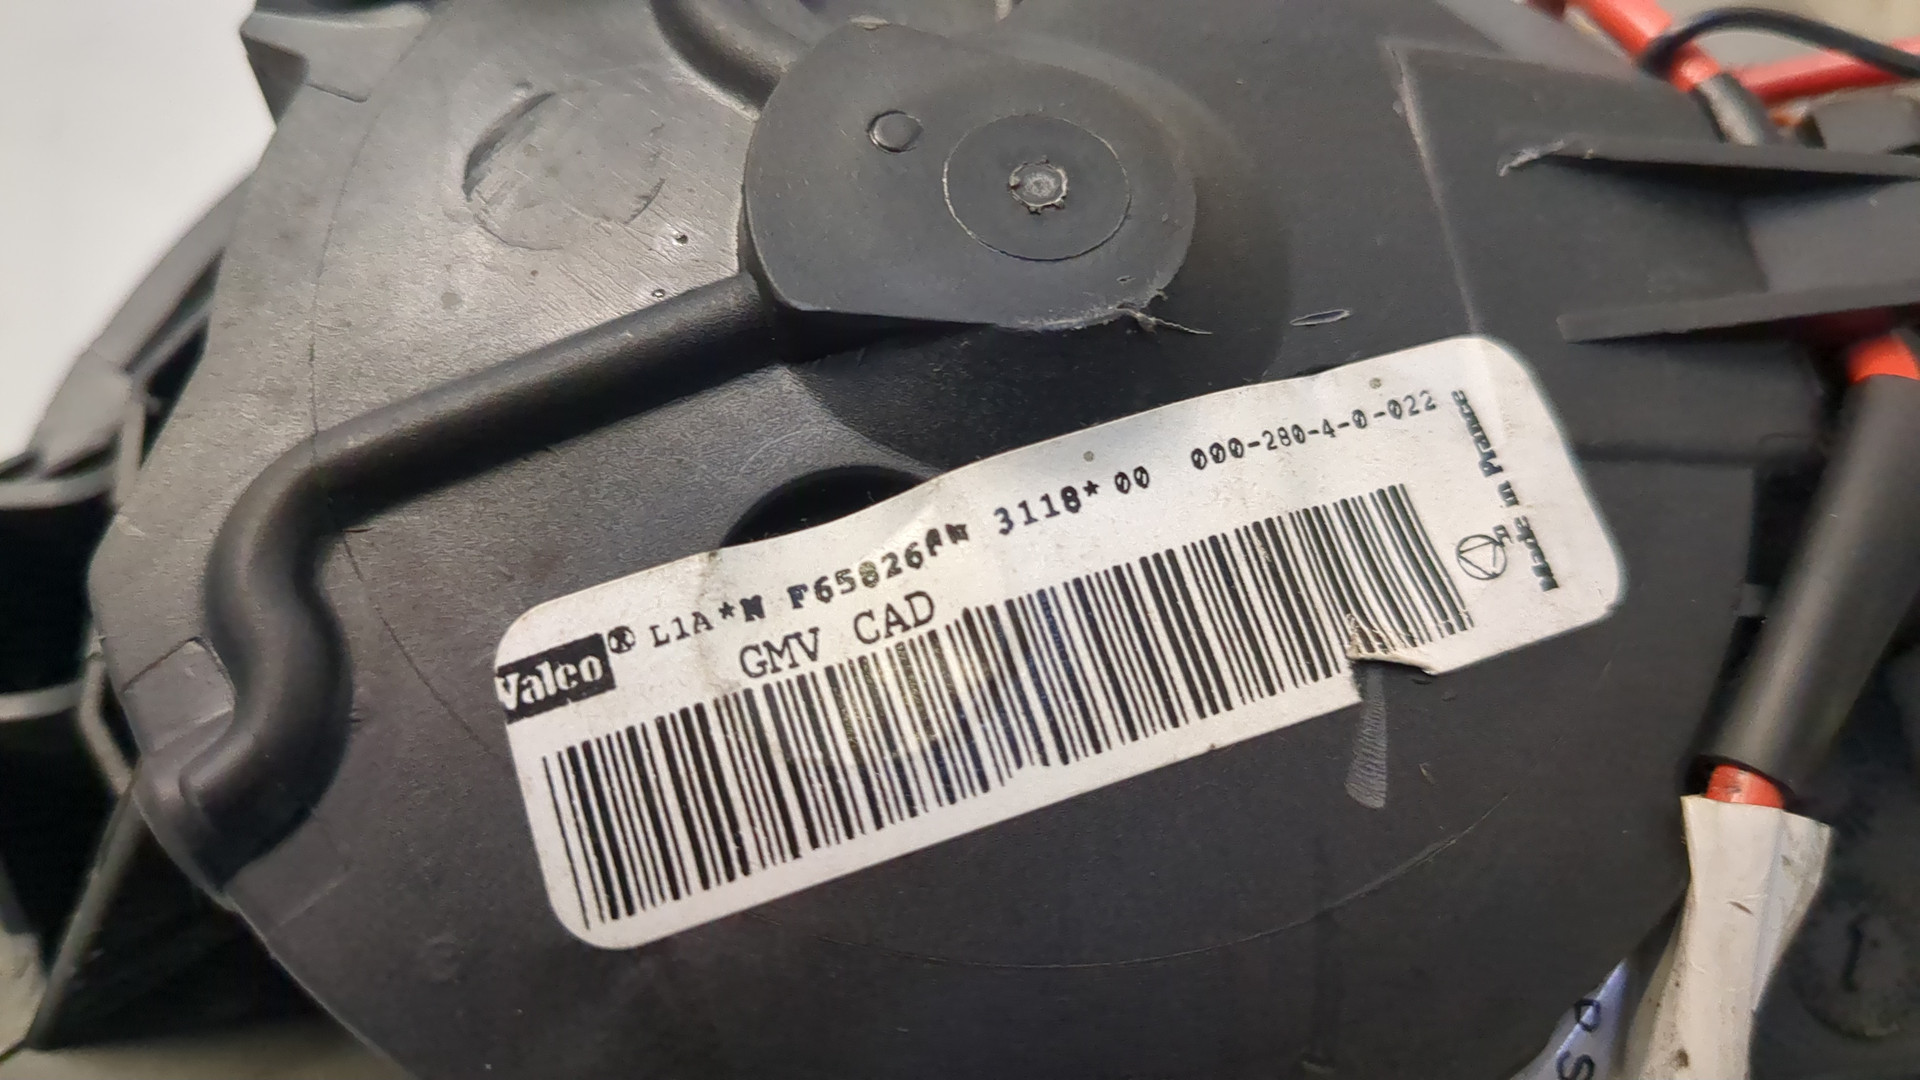 Valeo® L1A*N F65826 3118*00 000-280-4-0-022
GMV CAD
Made in France
L
S